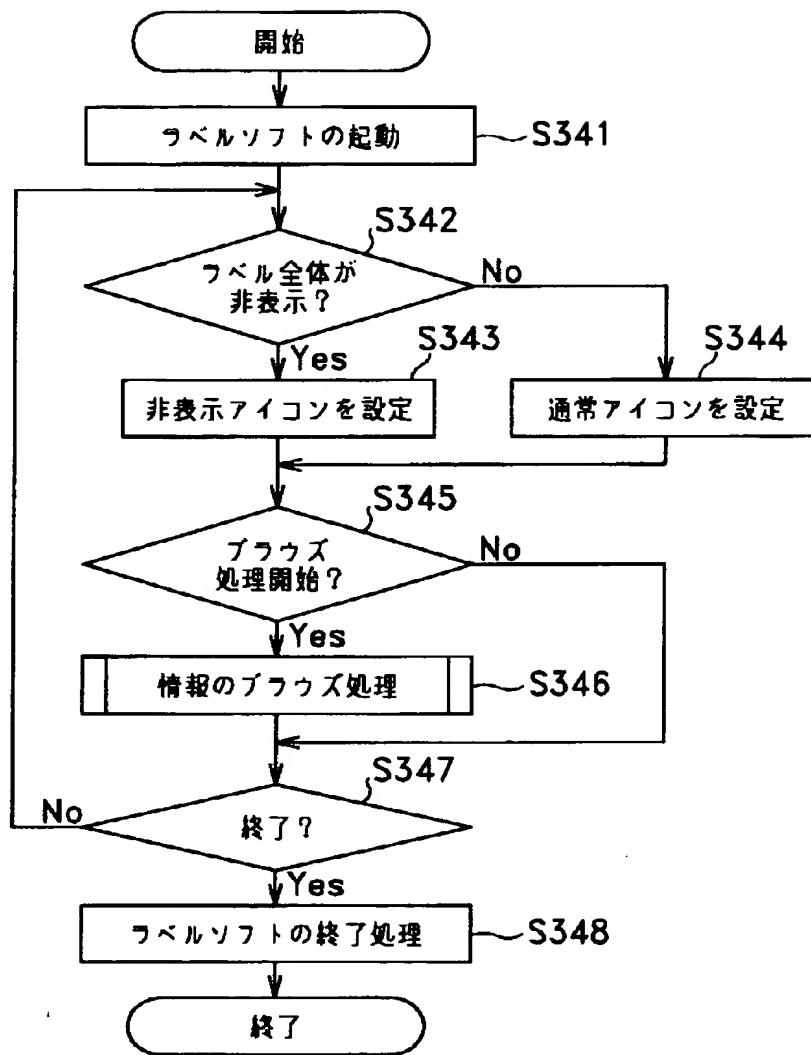 開始
ラベルソフトの起動
S341
S342
ラベル全体が
非表示?
No
Yes
S343
S344
非表示アイコンを設定
通常アイコンを設定
S345
ブラウズ
処理開始?
No
Yes
情報のブラウズ処理
S346
S347
No
終了?
Yes
ラベルソフトの終了処理
S348
終了